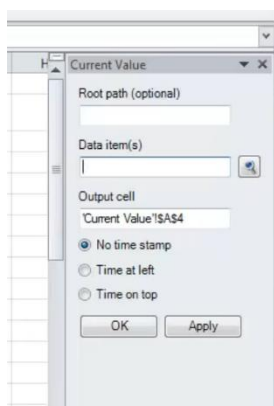 H
Current Value
Root path (optional)
Data item(s)
Output cell
'Current Value'!$A$4
No time stamp
Time at left
Time on top
OK
Apply